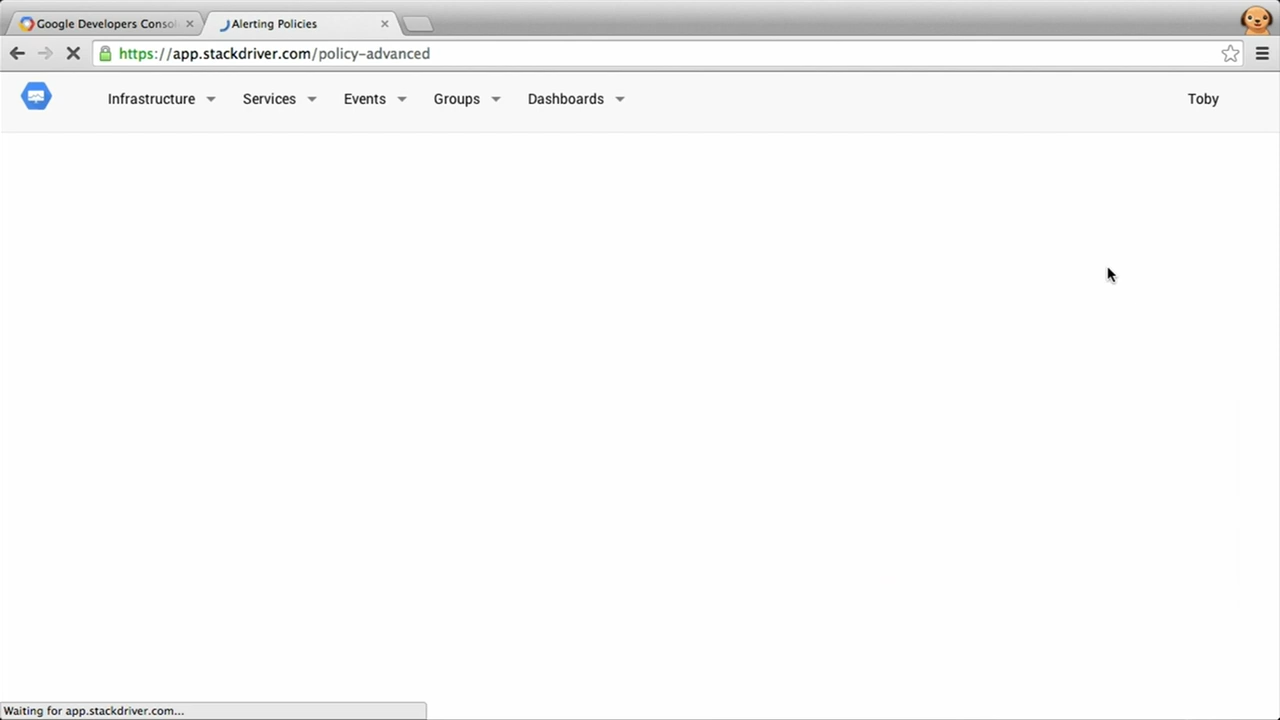 Google Developers Conso
Alerting Policies
https://app.stackdriver.com/policy-advanced
Infrastructure Services Events Groups Dashboards Toby
Waiting for app.stackdriver.com...